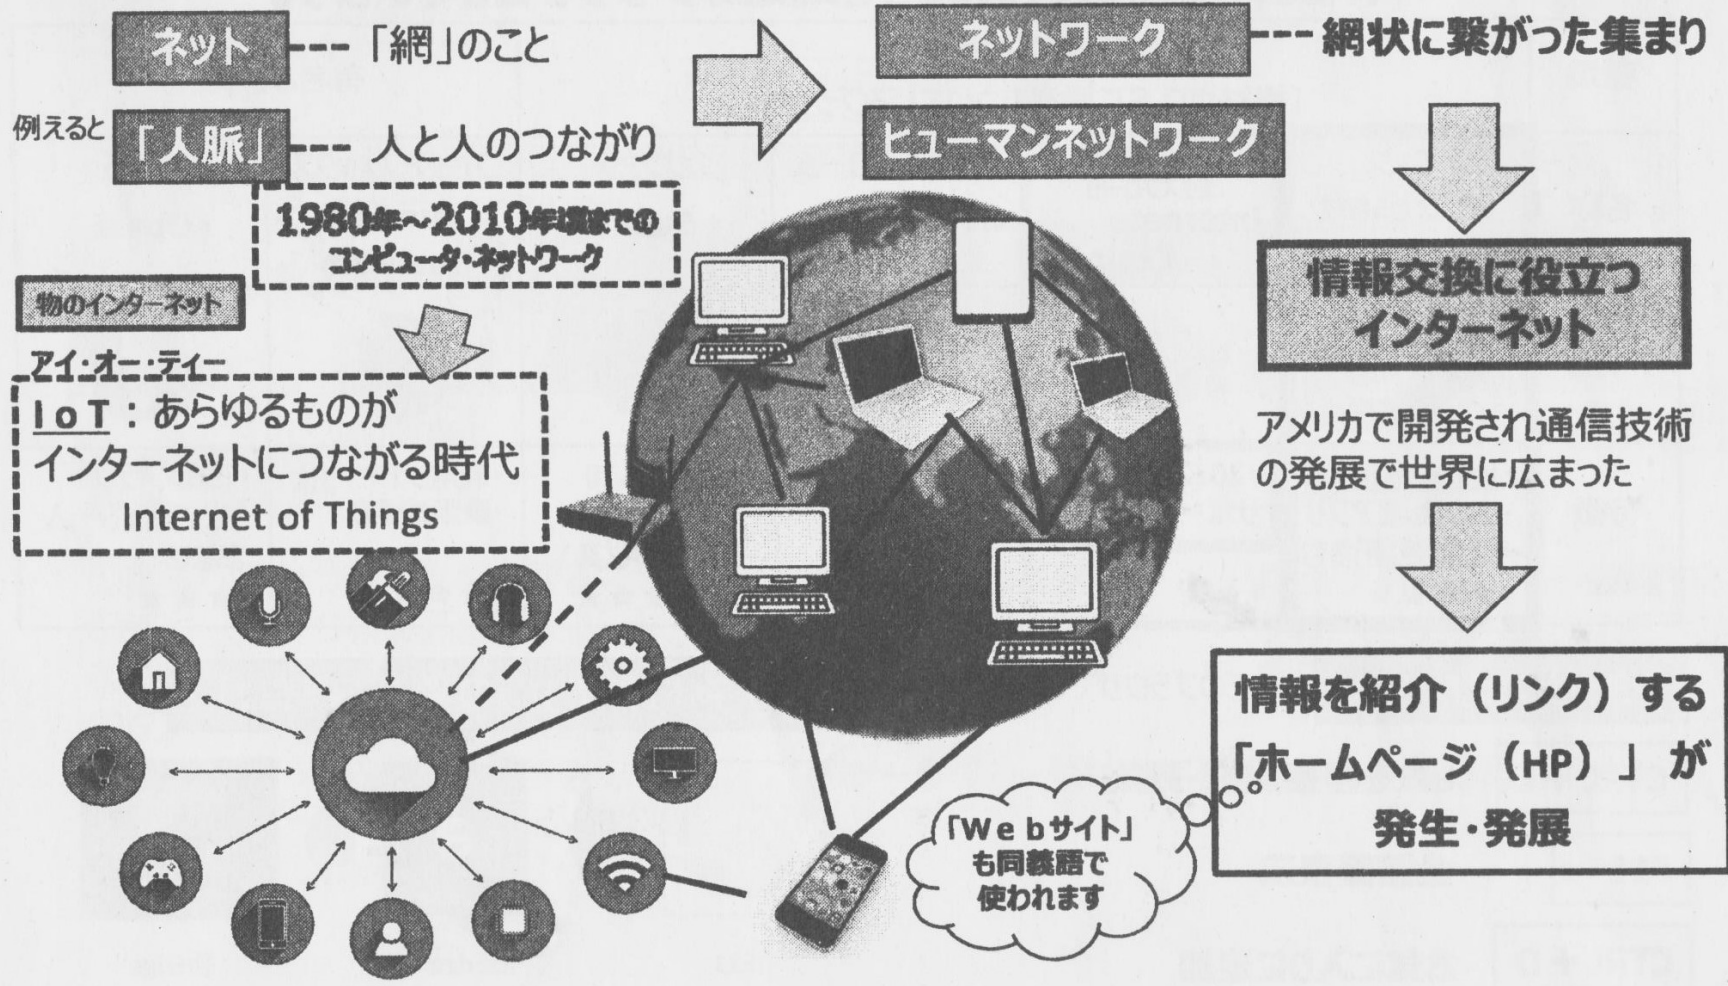 ネット
「網」のこと
ネットワーク
網状に繋がった集まり
例えると
「人脈」
人と人のつながり
ヒューマンネットワーク
1980年～2010年頃までの
コンピュータ・ネットワーク
物のインターネット
アイ・オー・ティー
IoT：あらゆるものが
インターネットにつながる時代
Internet of Things
情報交換に役立つ
インターネット
アメリカで開発され通信技術
の発展で世界に広まった
情報を紹介（リンク）する
「ホームページ（HP）」が
発生・発展
「Ｗｅｂサイト」
も同義語で
使われます